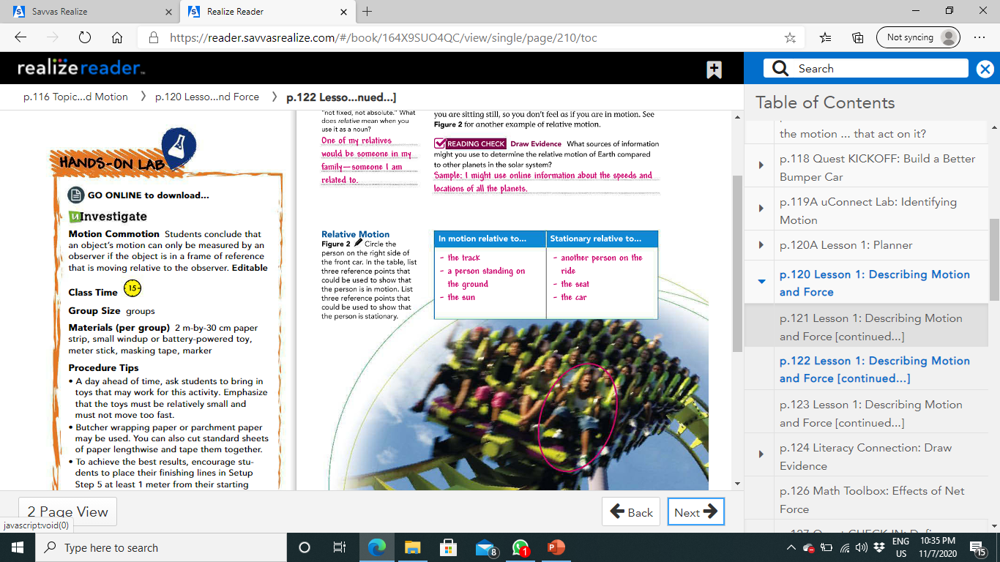 Savvas Realize
Realize Reader
https://reader.savvasrealize.com/#/book/164X9SUO4QC/view/single/page/210/toc
Not syncing
realizereader
p.116 Topic...d Motion
p.120 Lesso...nd Force
p.122 Lesso...nued...]
HANDS-ON LAB
GO ONLINE to download...
uInvestigate
Motion Commotion Students conclude that
an object's motion can only be measured by an
observer if the object is in a frame of reference
that is moving relative to the observer. Editable
Class Time 15
Group Size groups
Materials (per group) 2 m-by-30 cm paper
strip, small windup or battery-powered toy,
meter stick, masking tape, marker
Procedure Tips
• A day ahead of time, ask students to bring in
toys that may work for this activity. Emphasize
that the toys must be relatively small and
must not move too fast.
• Butcher wrapping paper or parchment paper
may be used. You can also cut standard sheets
of paper lengthwise and tape them together.
• To achieve the best results, encourage stu-
dents to place their finishing lines in Setup
Step 5 at least 1 meter from their starting
"not fixed, not absolute." What
does relative mean when you
use it as a noun?
One of my relatives
would be someone in my
family—someone I am
related to.
you are sitting still, so you don't feel as if you are in motion. See
Figure 2 for another example of relative motion.
READING CHECK Draw Evidence What sources of information
might you use to determine the relative motion of Earth compared
to other planets in the solar system?
Sample: I might use online information about the speeds and
locations of all the planets.
Relative Motion
Figure 2 Circle the
person on the right side of
the front car. In the table, list
three reference points that
could be used to show that
the person is in motion. List
three reference points that
could be used to show that
the person is stationary.
In motion relative to...
- the track
- a person standing on
the ground
- the sun
Stationary relative to...
- another person on the
ride
- the seat
- the car
2 Page View
Back
Next
javascript:void(0)
Search
Table of Contents
the motion ... that act on it?
p.118 Quest KICKOFF: Build a Better
Bumper Car
p.119A uConnect Lab: Identifying
Motion
p.120A Lesson 1: Planner
p.120 Lesson 1: Describing Motion
and Force
p.121 Lesson 1: Describing Motion
and Force [continued...]
p.122 Lesson 1: Describing Motion
and Force [continued...]
p.123 Lesson 1: Describing Motion
and Force [continued...]
p.124 Literacy Connection: Draw
Evidence
p.126 Math Toolbox: Effects of Net
Force
p.127 Quest CHECK-IN:
Type here to search
8
1
ENG
US
10:35 PM
11/7/2020
15